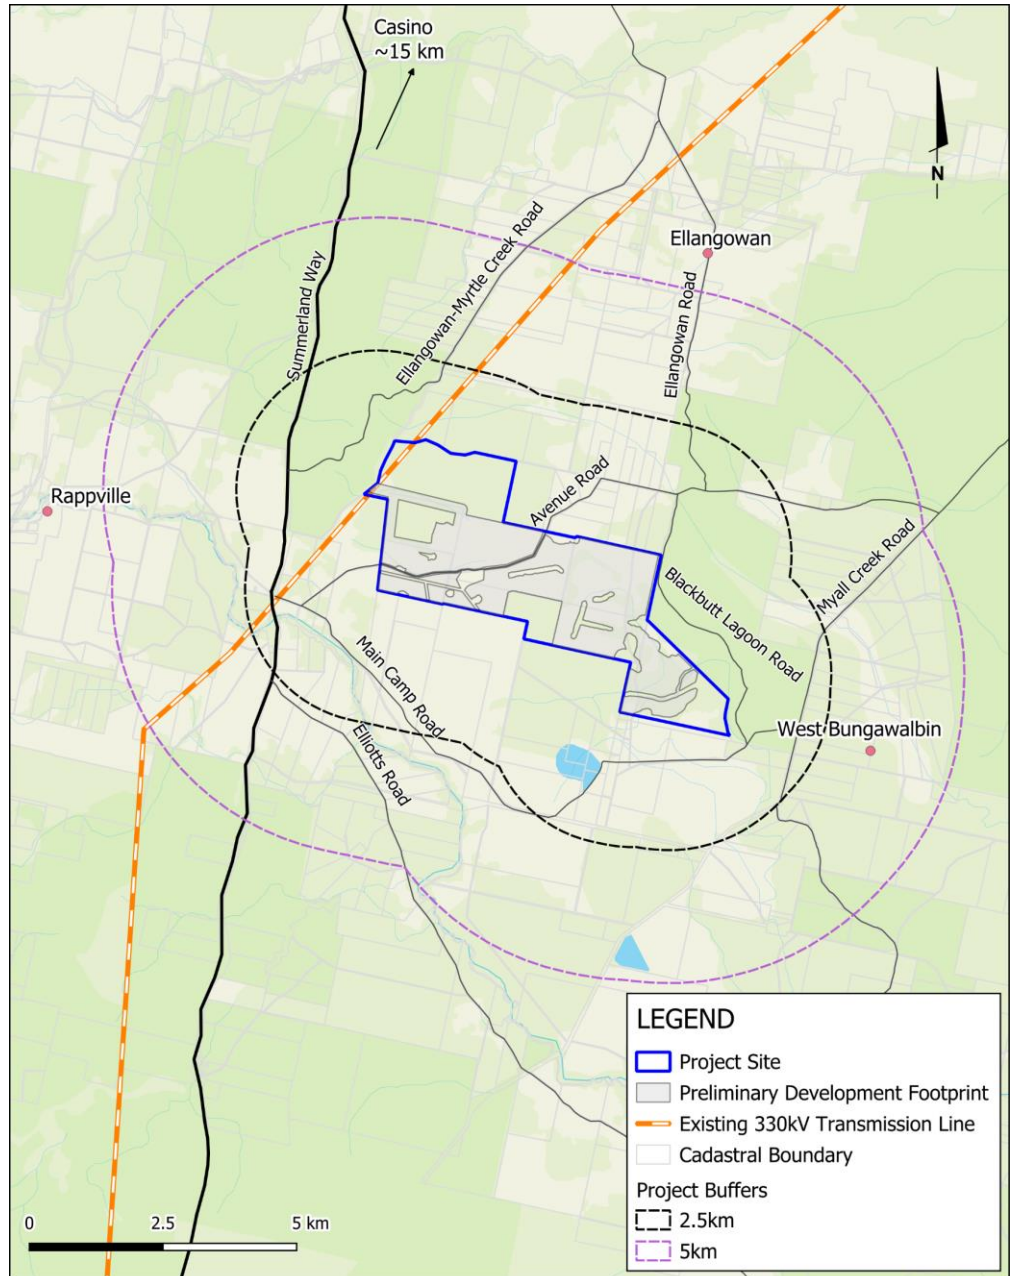 Casino
~15 km
N
Ellangowan
Ellangowan-Myrtle Creek Road
Summerland Way
Ellangowan Road
Rappville
Avenue Road
Myall Creek Road
Blackbutt Lagoon Road
Main Camp Road
Elliotts Road
West Bungawalbin
LEGEND
Project Site
Preliminary Development Footprint
Existing 330kV Transmission Line
Cadastral Boundary
Project Buffers
2.5km
5km
0 2.5 5 km